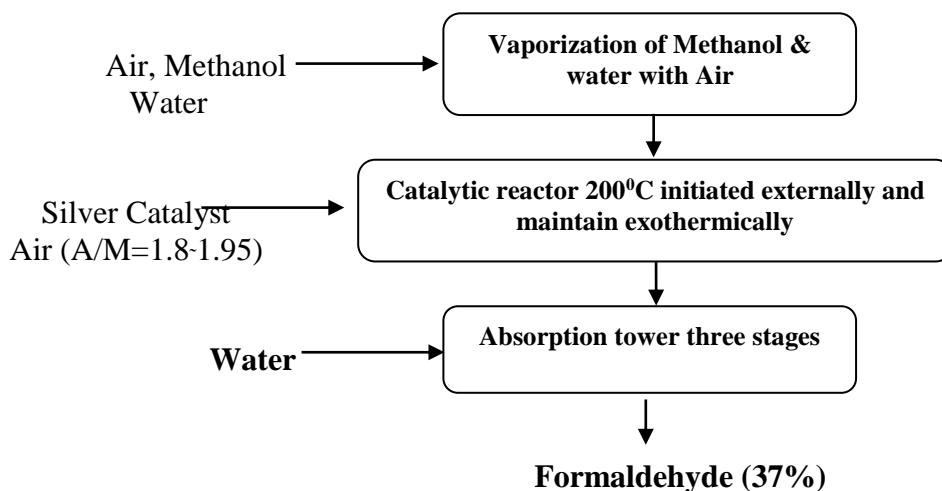 Vaporization of Methanol &
water with Air
Air, Methanol
Water
Catalytic reactor 200⁰C initiated externally and
maintain exothermically
Silver Catalyst
Air (A/M=1.8-1.95)
Absorption tower three stages
Water
Formaldehyde (37%)